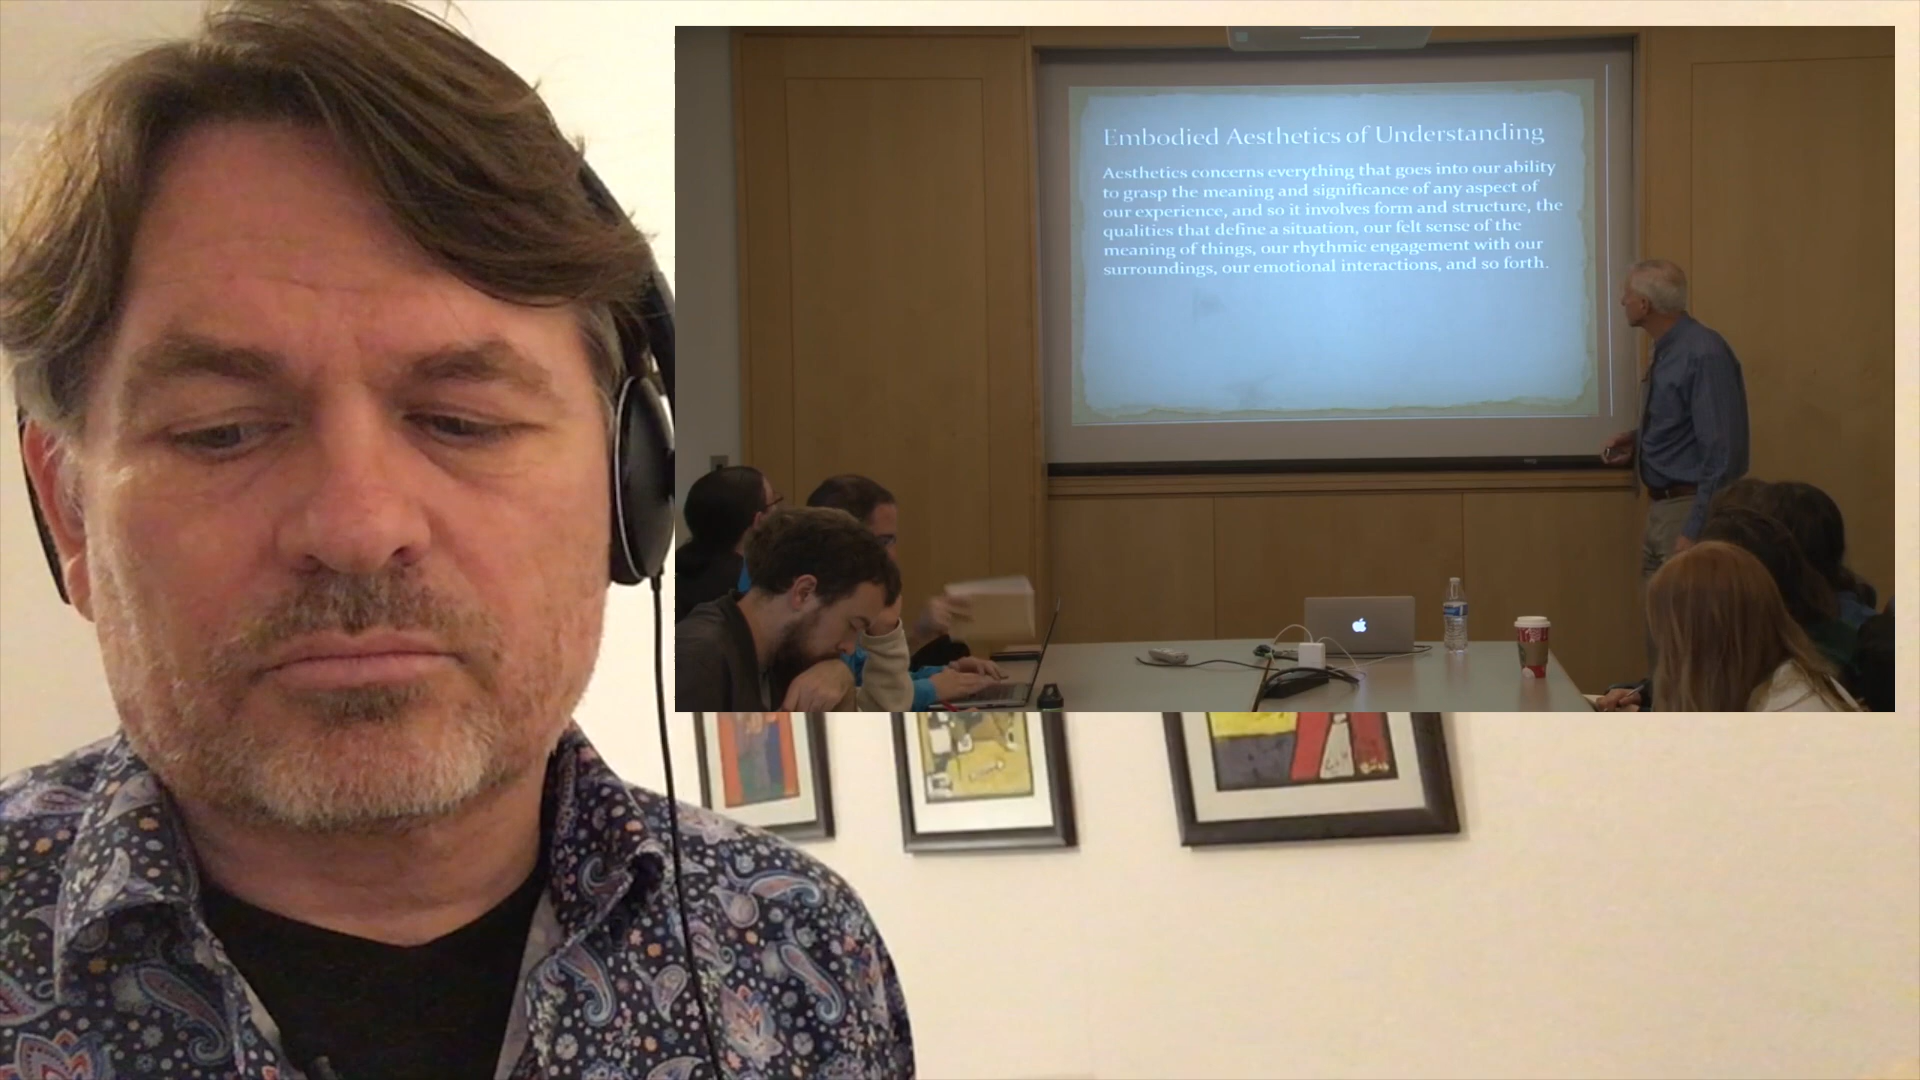 Embodied Aesthetics of Understanding
Aesthetics concerns everything that goes into our ability
to grasp the meaning and significance of any aspect of
our experience, and so it involves form and structure, the
qualities that define a situation, our felt sense of the
meaning of things, our rhythmic engagement with our
surroundings, our emotional interactions, and so forth.